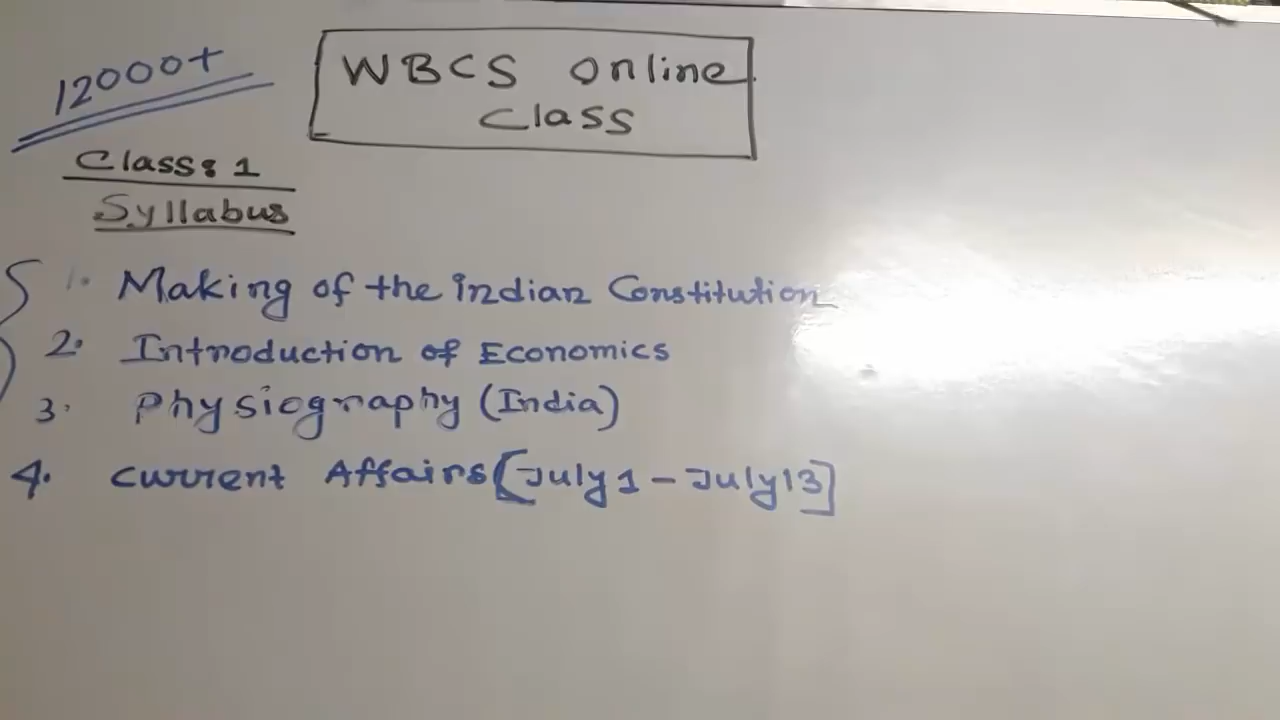 12000+
WBCS Online
Class
Class: 1
Syllabus
1. Making of the Indian Constitution
2. Introduction of Economics
3. Physiography (India)
4. Current Affairs [July 1 - July 13]